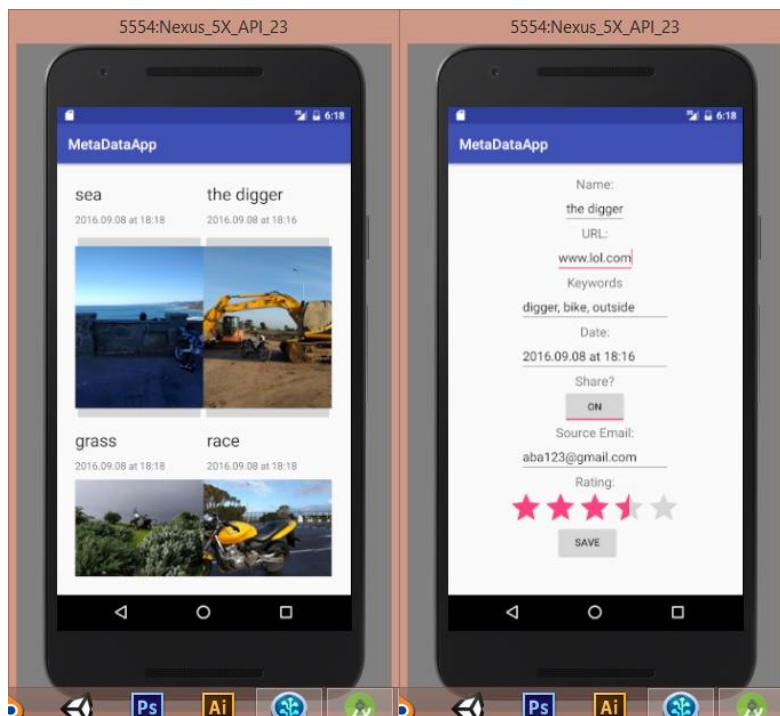 5554:Nexus_5X_API_23
6:18
MetaDataApp
sea
2016.09.08 at 18:18
the digger
2016.09.08 at 18:16
grass
2016.09.08 at 18:18
race
2016.09.08 at 18:18
Ps
Ai
5554:Nexus_5X_API_23
6:18
MetaDataApp
Name:
the digger
URL:
www.lol.com
Keywords
digger, bike, outside
Date:
2016.09.08 at 18:16
Share?
ON
Source Email:
aba123@gmail.com
Rating:
SAVE
Ps
Ai